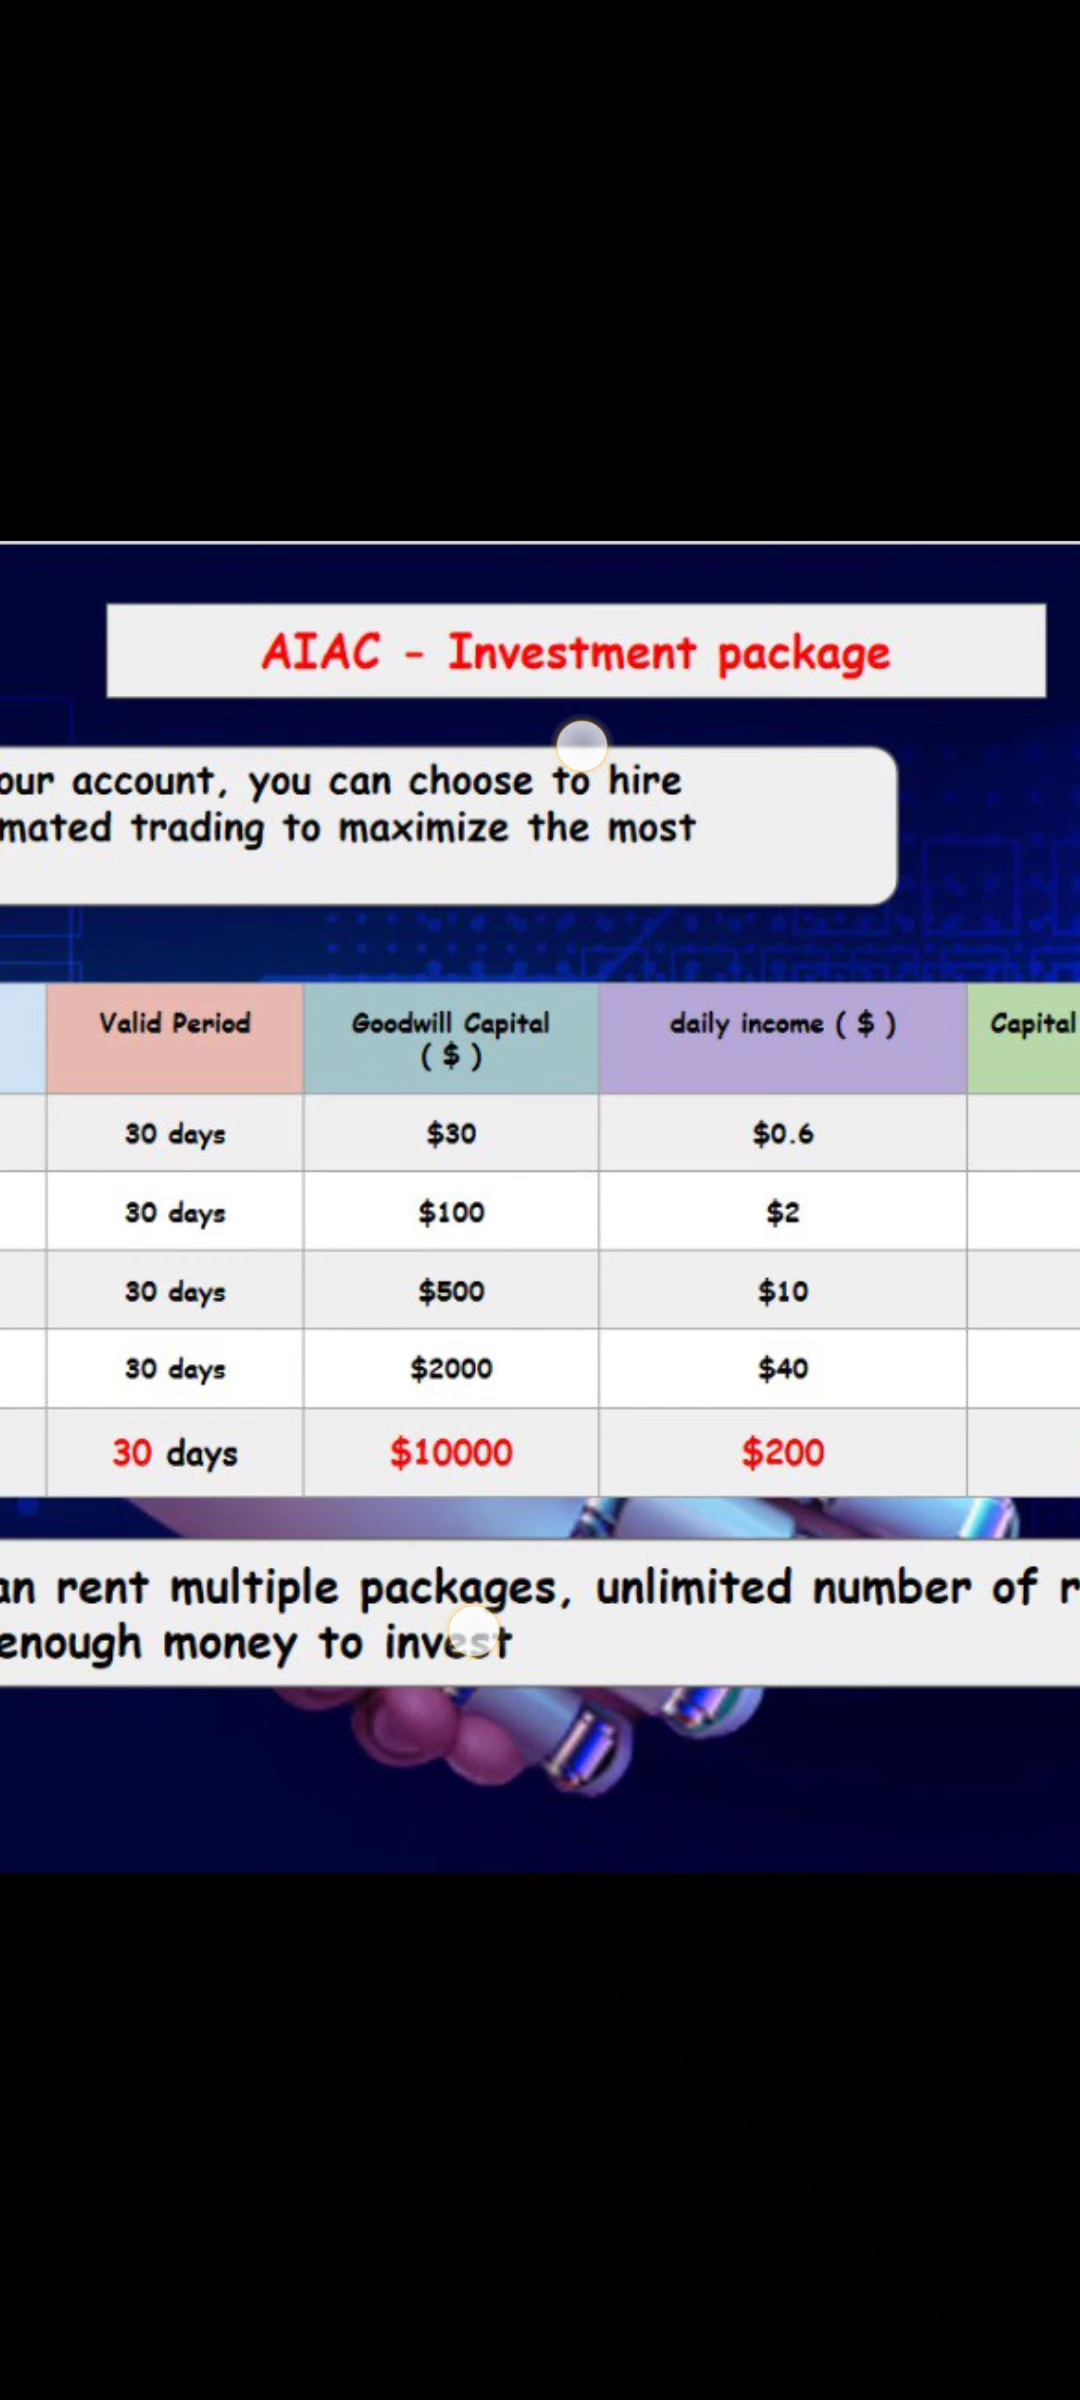 AIAC - Investment package
our account, you can choose to hire
mated trading to maximize the most
Valid Period Goodwill Capital ( $ ) daily income ( $ ) Capital
30 days $30 $0.6
30 days $100 $2
30 days $500 $10
30 days $2000 $40
30 days $10000 $200
an rent multiple packages, unlimited number of r
enough money to invest